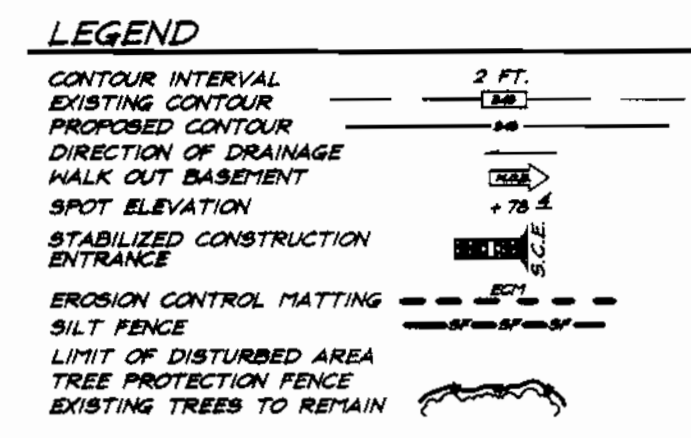 LEGEND
CONTOUR INTERVAL 2 FT.
EXISTING CONTOUR
PROPOSED CONTOUR
DIRECTION OF DRAINAGE
WALK OUT BASEMENT
SPOT ELEVATION + 78 4
STABILIZED CONSTRUCTION
ENTRANCE S.C.E.
EROSION CONTROL MATTING ECM
SILT FENCE SF SF SF
LIMIT OF DISTURBED AREA
TREE PROTECTION FENCE
EXISTING TREES TO REMAIN